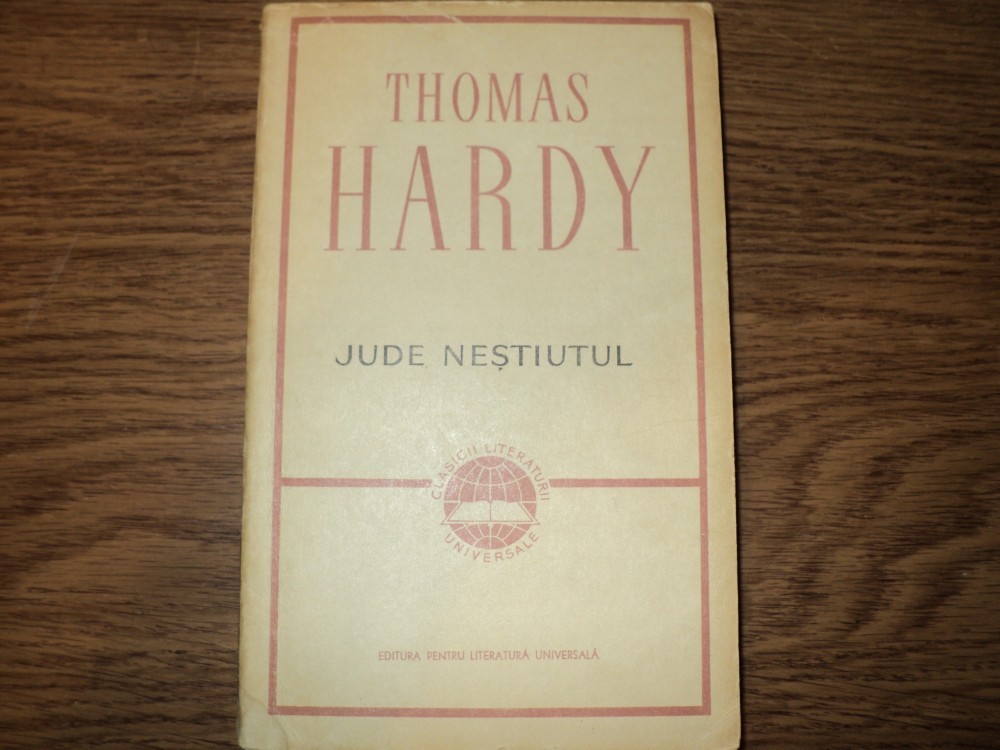 THOMAS
HARDY
JUDE NEȘTIUTUL
CLASICII LITERATURII
UNIVERSALE
EDITURA PENTRU LITERATURĂ UNIVERSALĂ